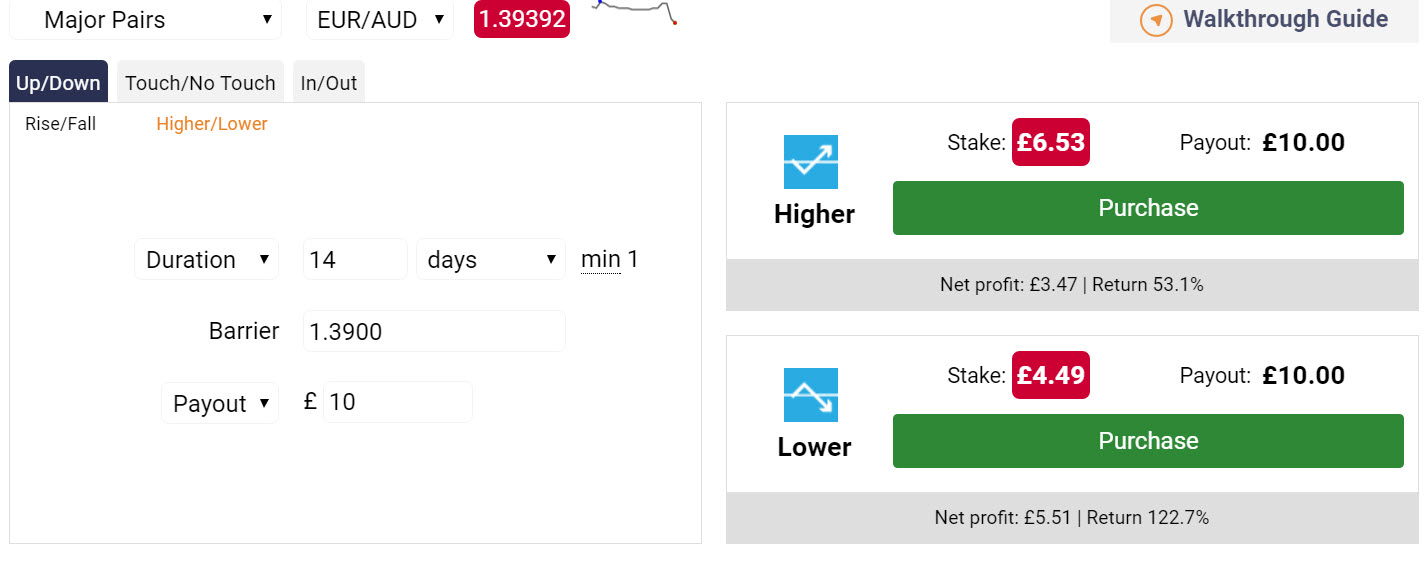 Major Pairs ▼ EUR/AUD ▼ 1.39392 Walkthrough Guide
Up/Down Touch/No Touch In/Out
Rise/Fall Higher/Lower
Duration ▼ 14 days ▼ min 1
Barrier 1.3900
Payout ▼ £ 10
Stake: £6.53 Payout: £10.00
Higher Purchase
Net profit: £3.47 | Return 53.1%
Stake: £4.49 Payout: £10.00
Lower Purchase
Net profit: £5.51 | Return 122.7%